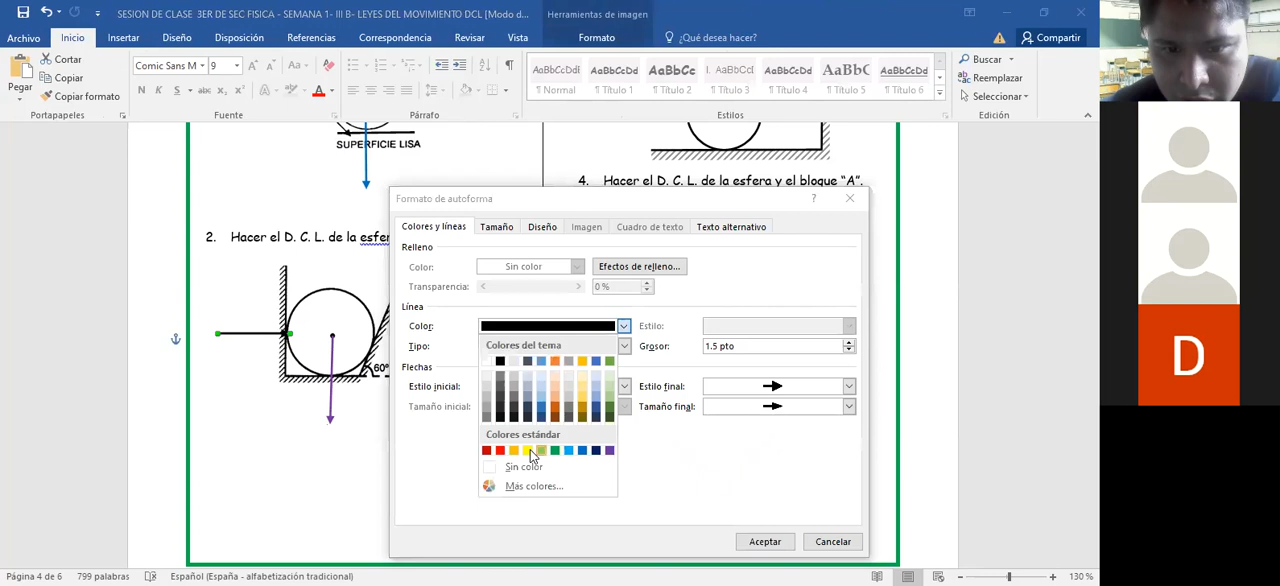 SESION DE CLASE 3ER DE SEC FISICA - SEMANA 1- III B- LEYES DEL MOVIMIENTO DCL [Modo d...
Herramientas de imagen
Archivo
Inicio
Insertar
Diseño
Disposición
Referencias
Correspondencia
Revisar
Vista
Formato
¿Qué desea hacer?
Compartir
Pegar
Cortar
Copiar
Copiar formato
Portapapeles
Comic Sans M
9
Fuente
Párrafo
AaBbCcDdI
¶ Normal
AaBbCcDd
¶ Título 1
AaBbCc
¶ Título 2
I. AaBbCcI
¶ Título 3
AaBbCcDd
¶ Título 4
AaBbC
¶ Título 5
AaBbCcDd
¶ Título 6
Estilos
Buscar
Reemplazar
Seleccionar
Edición
SUPERFICIE LISA
4. Hacer el D. C. L. de la esfera y el bloque “A”.
2. Hacer el D. C. L. de la esfe
60°
Formato de autoforma
?
Colores y líneas
Tamaño
Diseño
Imagen
Cuadro de texto
Texto alternativo
Relleno
Color:
Sin color
Efectos de relleno...
Transparencia:
0 %
Línea
Color:
Estilo:
Tipo:
Grosor:
1.5 pto
Colores del tema
Flechas
Estilo inicial:
Estilo final:
Tamaño inicial:
Tamaño final:
Colores estándar
Sin color
Más colores...
Aceptar
Cancelar
D
Página 4 de 6
799 palabras
Español (España - alfabetización tradicional)
130 %